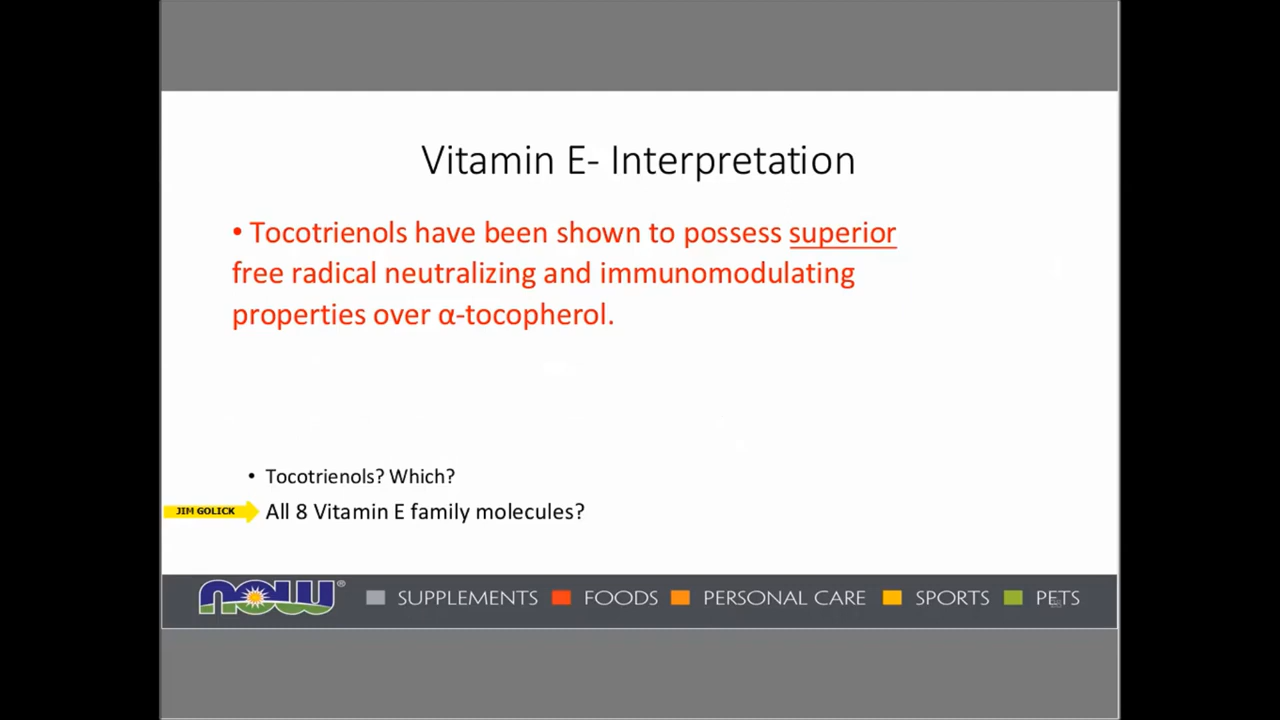 Vitamin E- Interpretation
• Tocotrienols have been shown to possess superior
free radical neutralizing and immunomodulating
properties over α-tocopherol.
• Tocotrienols? Which?
JIM GOLICK
All 8 Vitamin E family molecules?
now® SUPPLEMENTS FOODS PERSONAL CARE SPORTS PETS